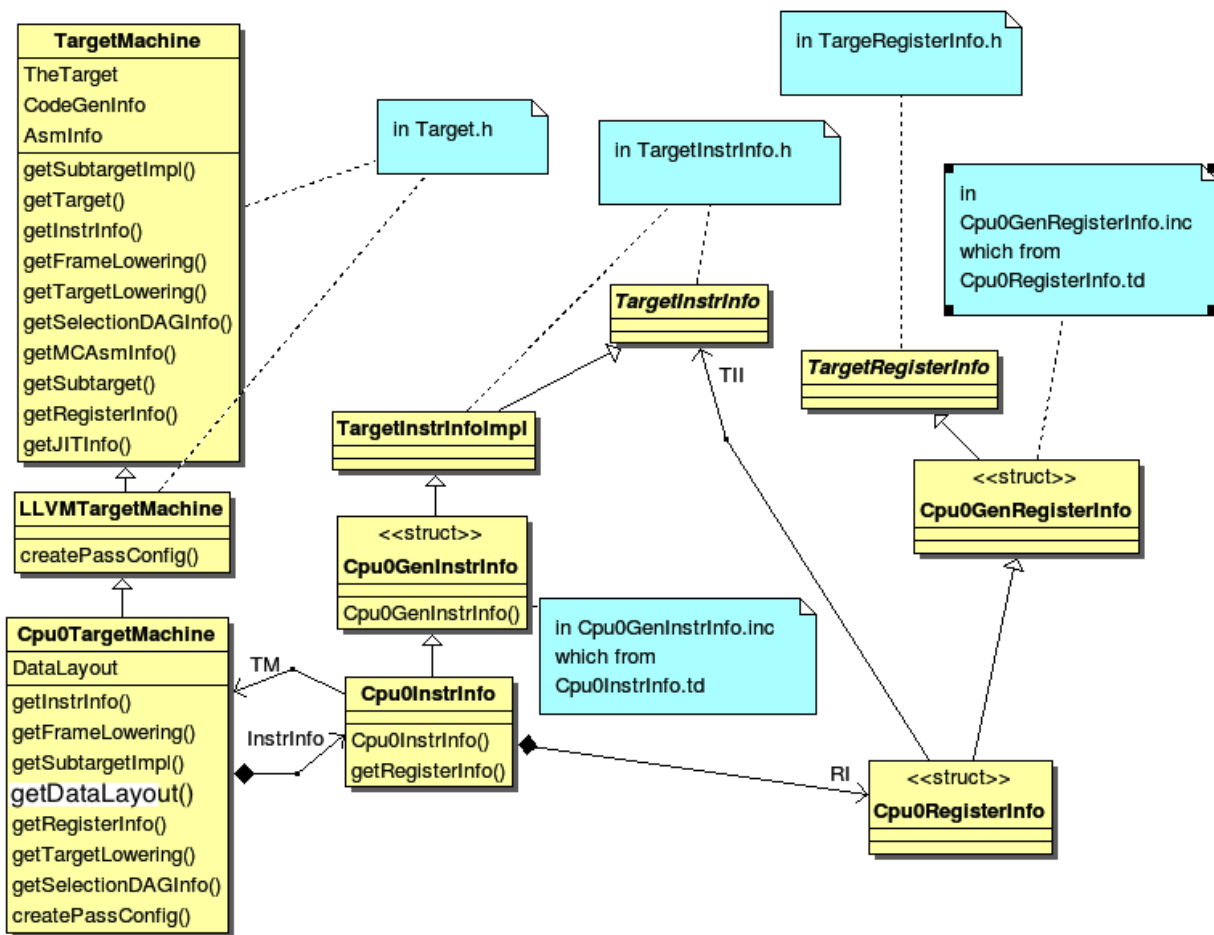 TargetMachine
TheTarget
CodeGenInfo
AsmInfo
getSubtargetImpl()
getTarget()
getInstrInfo()
getFrameLowering()
getTargetLowering()
getSelectionDAGInfo()
getMCAsmInfo()
getSubtarget()
getRegisterInfo()
getJITInfo()
LLVMTargetMachine
createPassConfig()
Cpu0TargetMachine
DataLayout
getInstrInfo()
getFrameLowering()
getSubtargetImpl()
getDataLayout()
getRegisterInfo()
getTargetLowering()
getSelectionDAGInfo()
createPassConfig()
in Target.h
in TargetInstrInfo.h
in TargeRegisterInfo.h
in
Cpu0GenRegisterInfo.inc
which from
Cpu0RegisterInfo.td
TargetInstrInfo
TII
TargetRegisterInfo
TargetInstrInfoImpl
<<struct>>
Cpu0GenRegisterInfo
<<struct>>
Cpu0GenInstrInfo
Cpu0GenInstrInfo()
in Cpu0GenInstrInfo.inc
which from
Cpu0InstrInfo.td
TM
InstrInfo
Cpu0InstrInfo
Cpu0InstrInfo()
getRegisterInfo()
RI
<<struct>>
Cpu0RegisterInfo